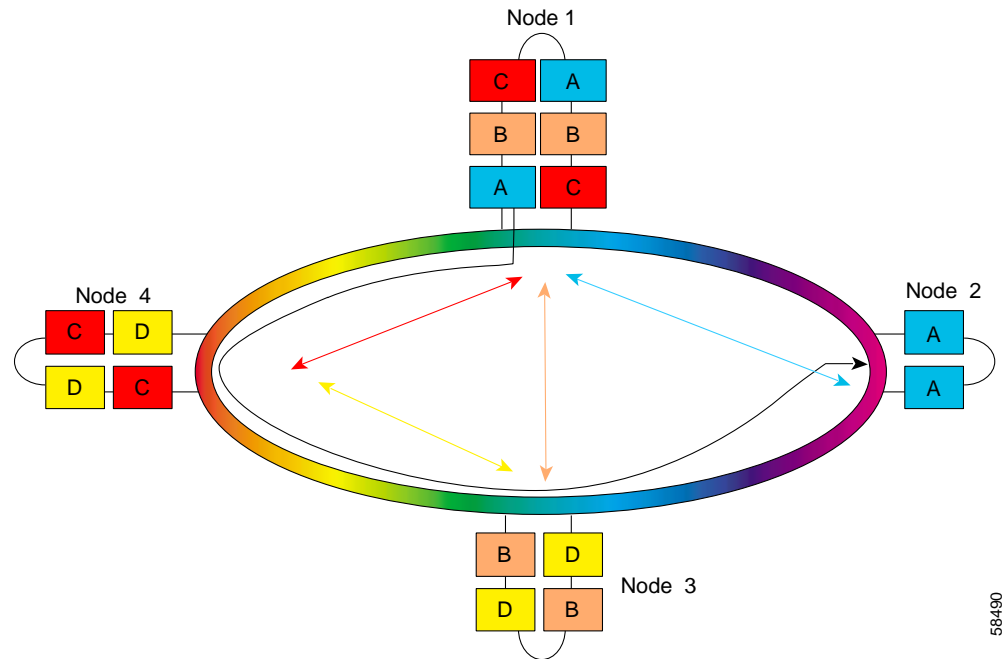 Node 1
C A
B B
A C
Node 4
Node 2
C D
A
D C
A
B D
Node 3
D B
58490